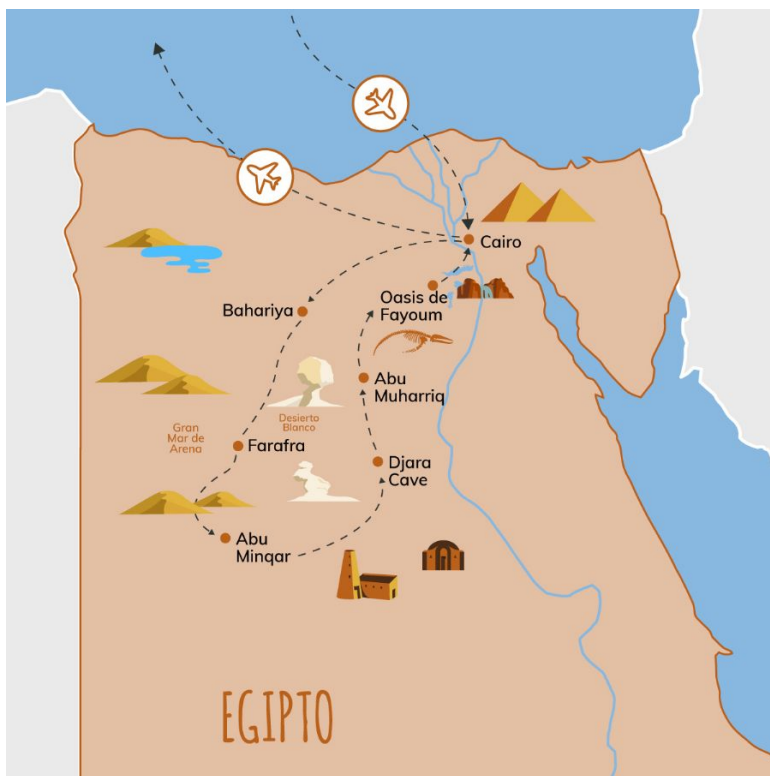 Cairo
Oasis de
Fayoum
Bahariya
Abu
Muharriq
Desierto
Blanco
Gran
Mar de
Arena
Farafra
Djara
Cave
Abu
Minqar
EGIPTO